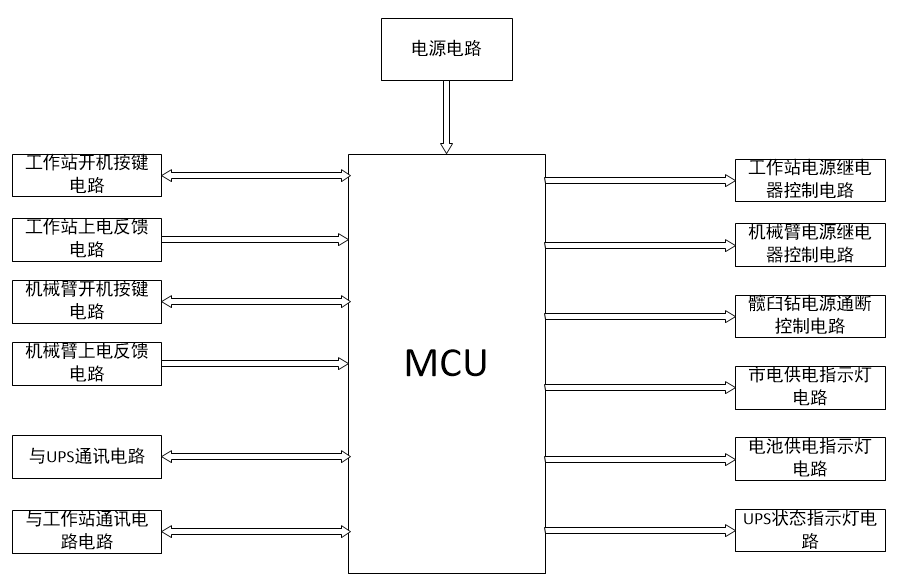 电源电路
工作站开机按键
电路
工作站上电反馈
电路
机械臂开机按键
电路
机械臂上电反馈
电路
与UPS通讯电路
与工作站通讯电
路电路
MCU
工作站电源继电
器控制电路
机械臂电源继电
器控制电路
髋臼钻电源通断
控制电路
市电供电指示灯
电路
电池供电指示灯
电路
UPS状态指示灯电
路